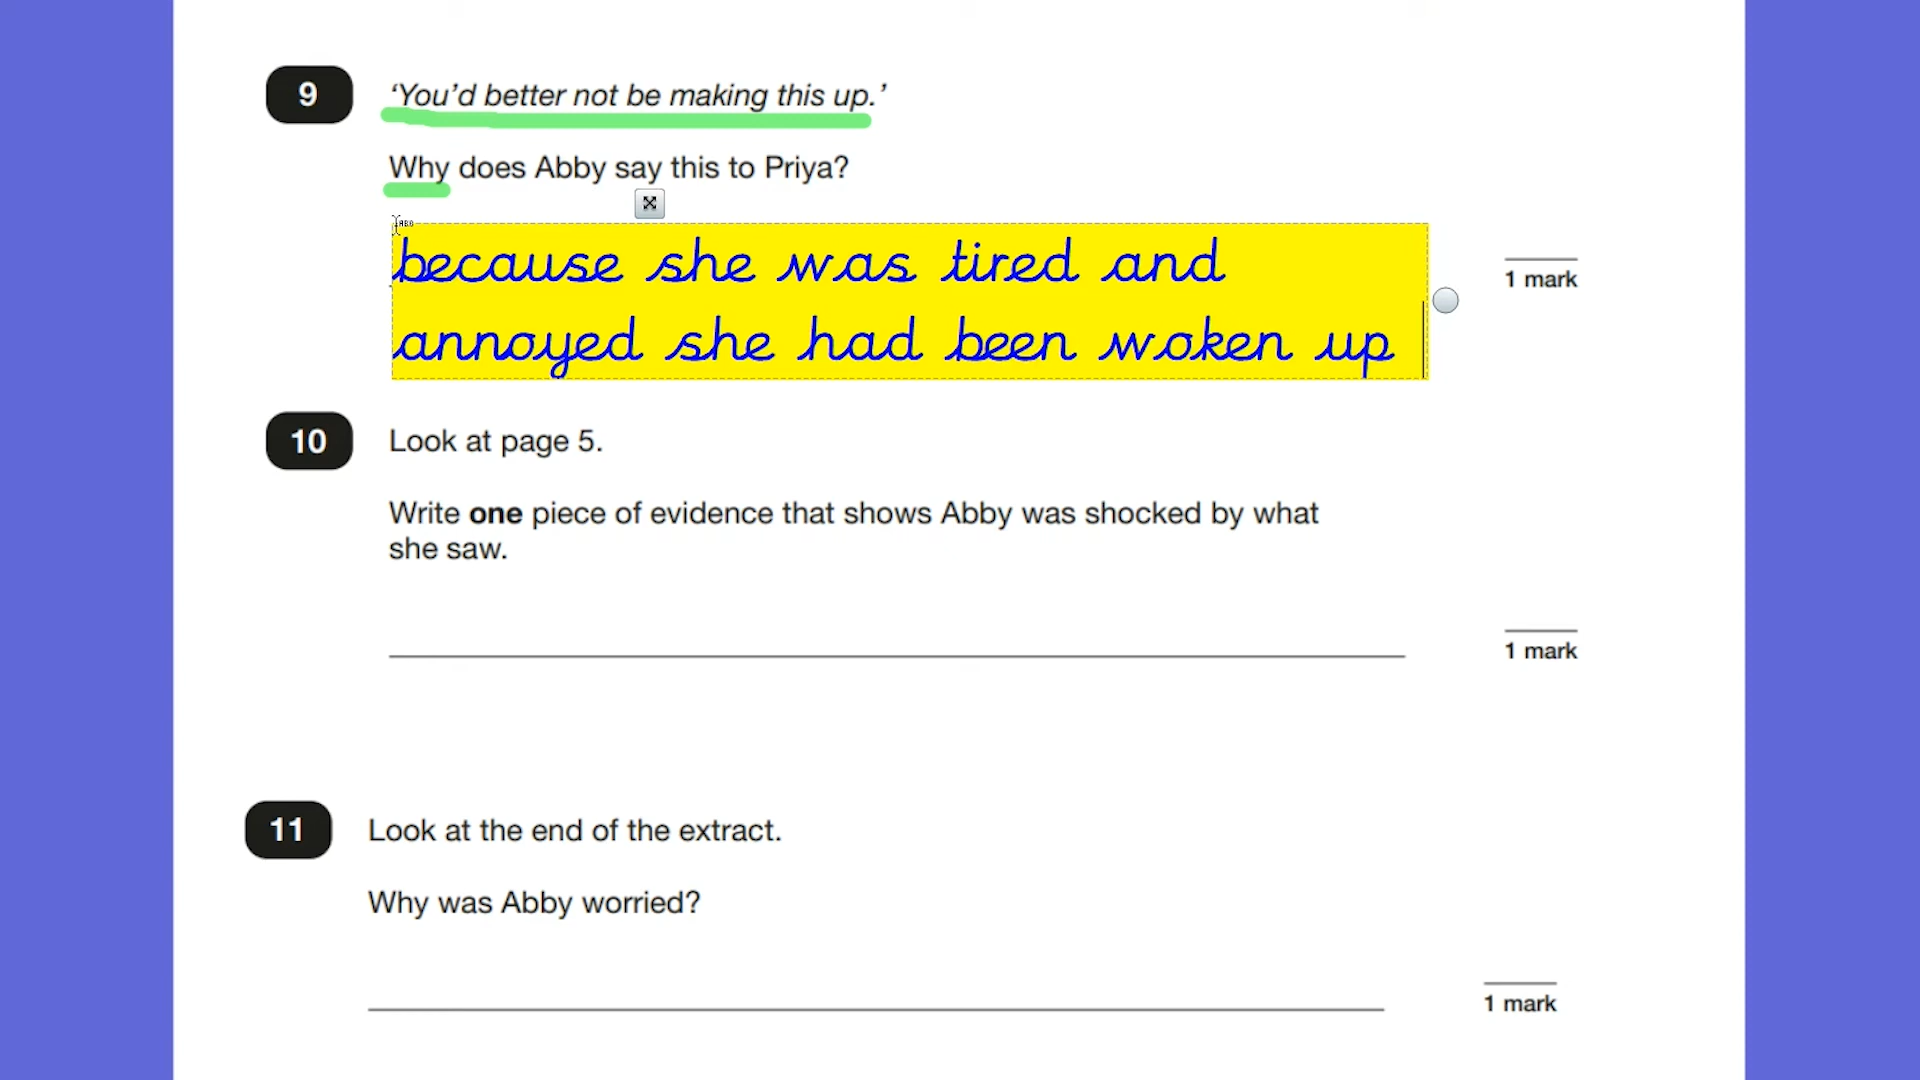 9 ‘You’d better not be making this up.’
Why does Abby say this to Priya?
because she was tired and
annoyed she had been woken up
1 mark
10 Look at page 5.
Write one piece of evidence that shows Abby was shocked by what
she saw.
1 mark
11 Look at the end of the extract.
Why was Abby worried?
1 mark